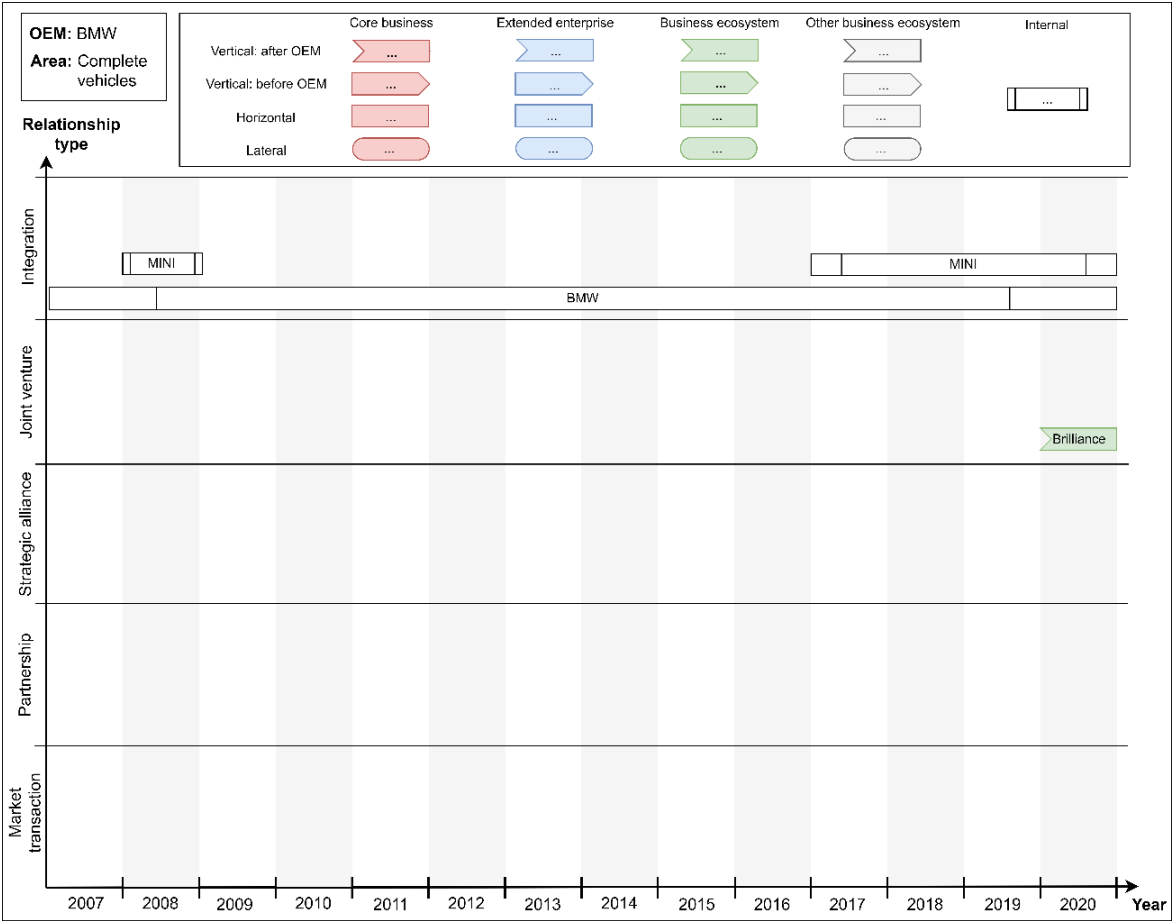 OEM: BMW
Area: Complete
vehicles
Core business
Extended enterprise
Business ecosystem
Other business ecosystem
Internal
Vertical: after OEM
...
...
...
...
Vertical: before OEM
...
...
...
...
...
Horizontal
...
...
...
...
Lateral
...
...
...
...
Relationship
type
Integration
MINI
MINI
BMW
Joint venture
Brilliance
Strategic alliance
Partnership
Market
transaction
2007
2008
2009
2010
2011
2012
2013
2014
2015
2016
2017
2018
2019
2020
Year